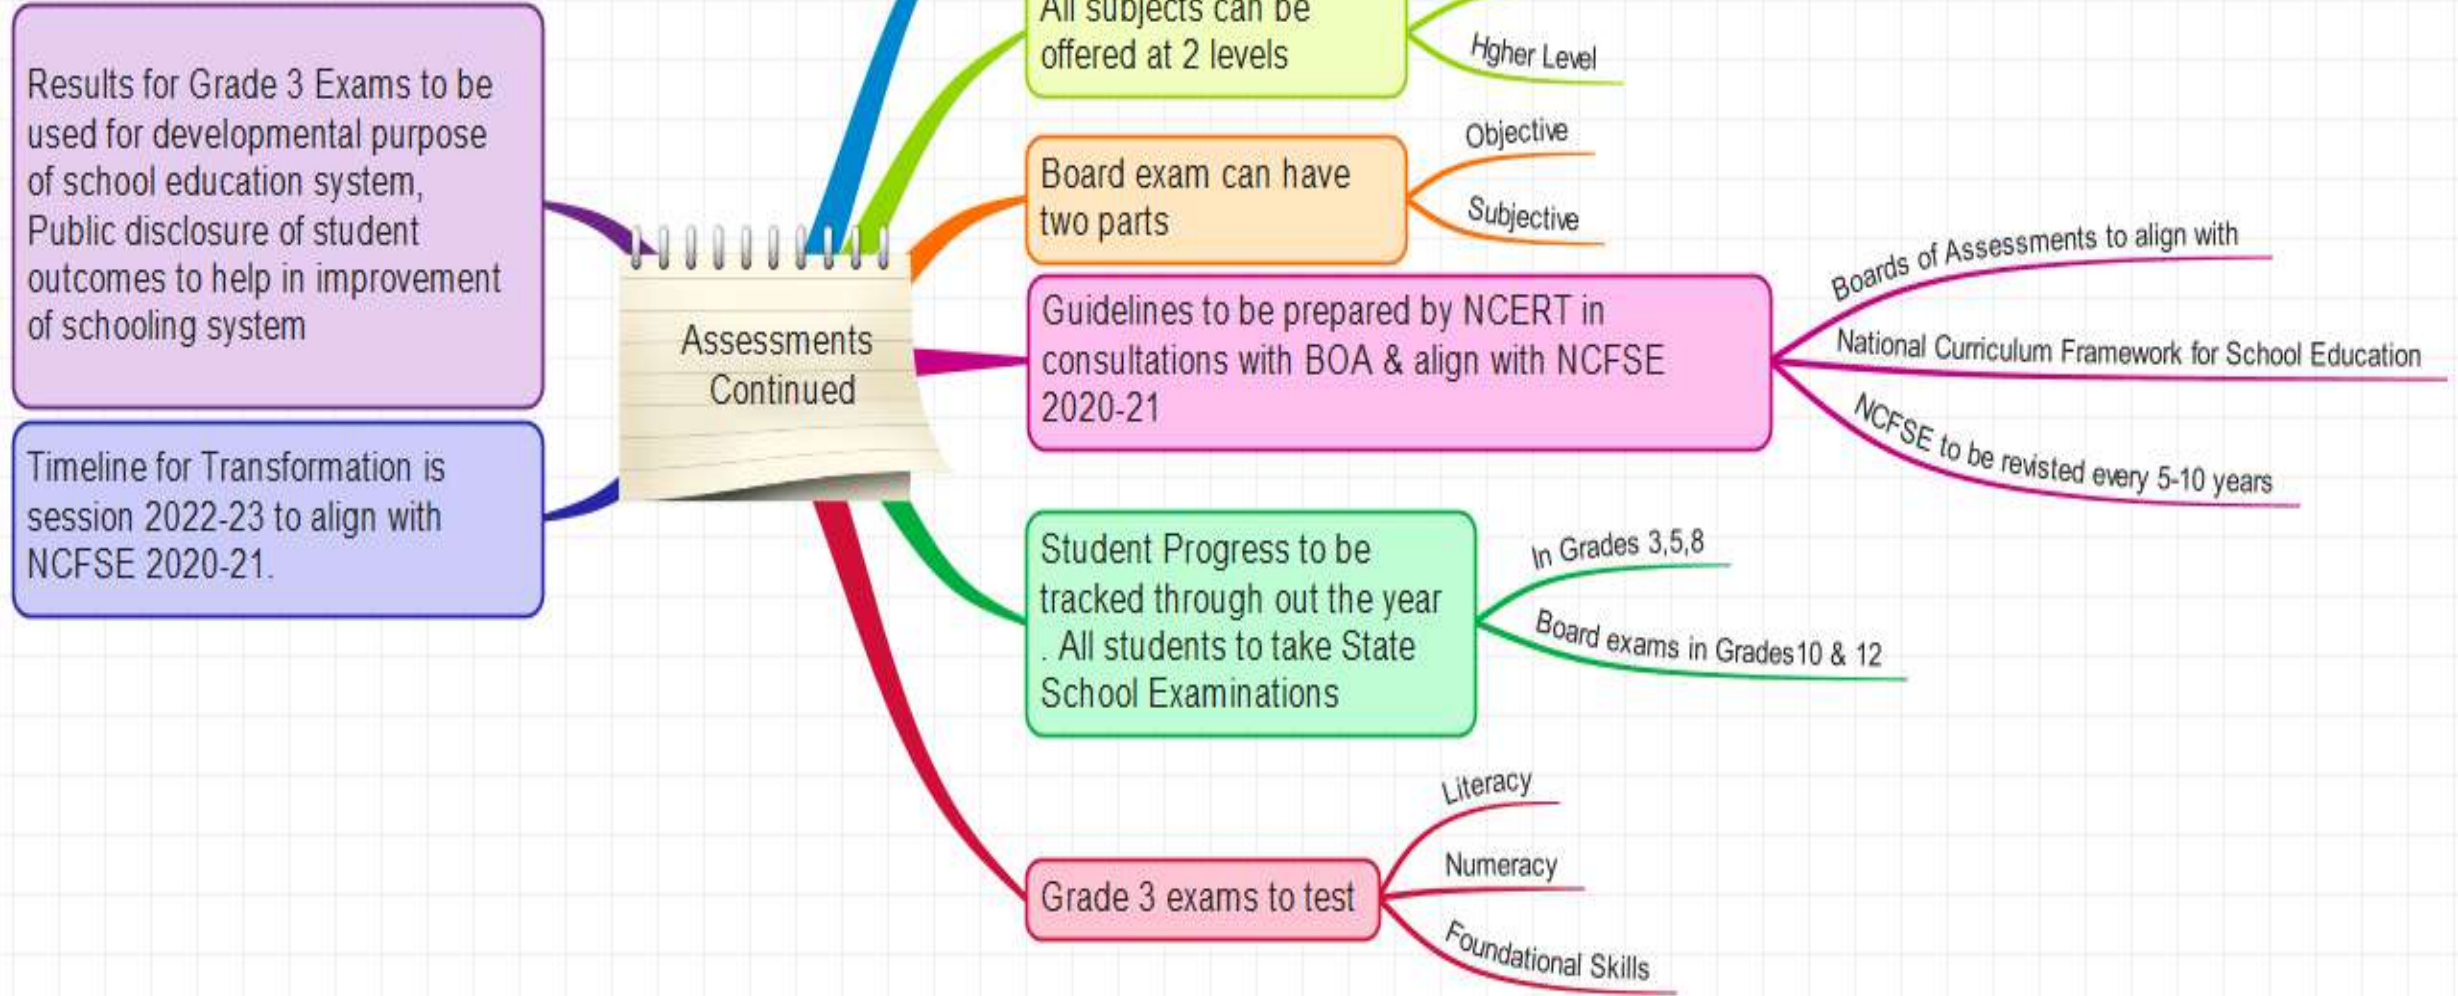 Results for Grade 3 Exams to be
used for developmental purpose
of school education system,
Public disclosure of student
outcomes to help in improvement
of schooling system
Timeline for Transformation is
session 2022-23 to align with
NCFSE 2020-21.
Assessments
Continued
All subjects can be
offered at 2 levels
Hgher Level
Board exam can have
two parts
Objective
Subjective
Guidelines to be prepared by NCERT in
consultations with BOA & align with NCFSE
2020-21
Boards of Assessments to align with
National Curriculum Framework for School Education
NCFSE to be revisted every 5-10 years
Student Progress to be
tracked through out the year
. All students to take State
School Examinations
In Grades 3,5,8
Board exams in Grades10 & 12
Grade 3 exams to test
Literacy
Numeracy
Foundational Skills